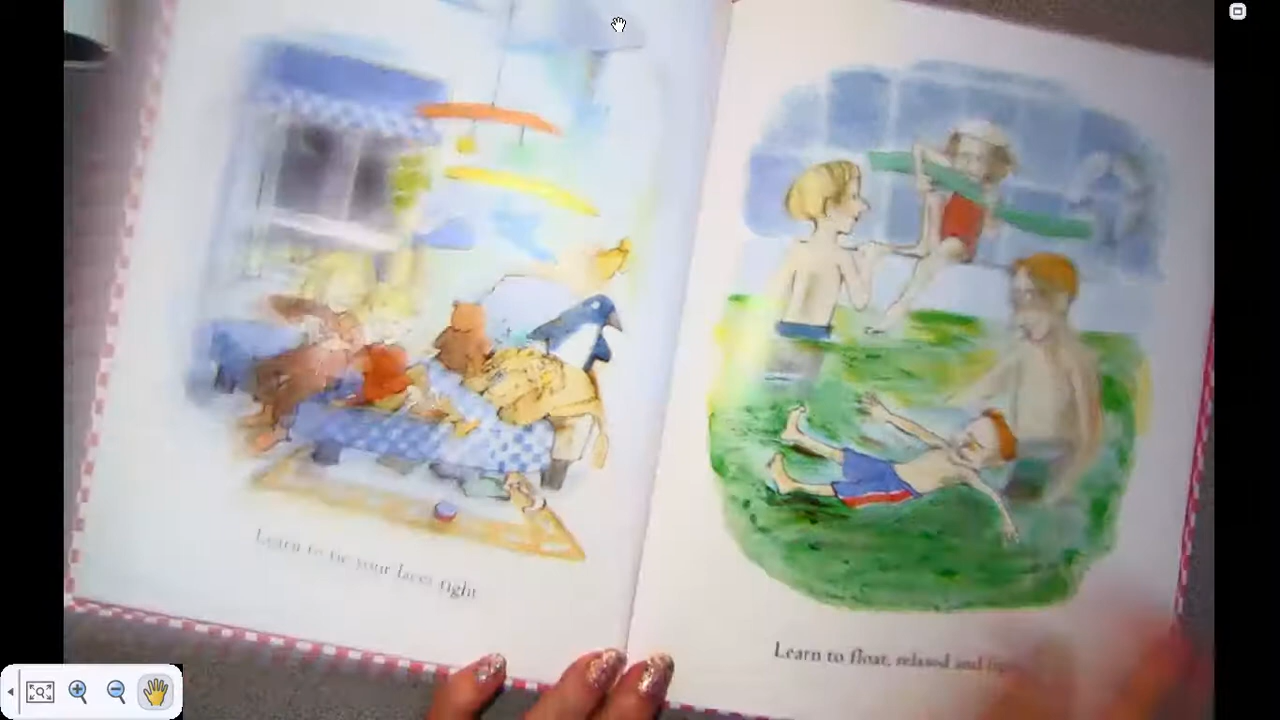 Learn to tie your laces tight
Learn to float, relaxed and